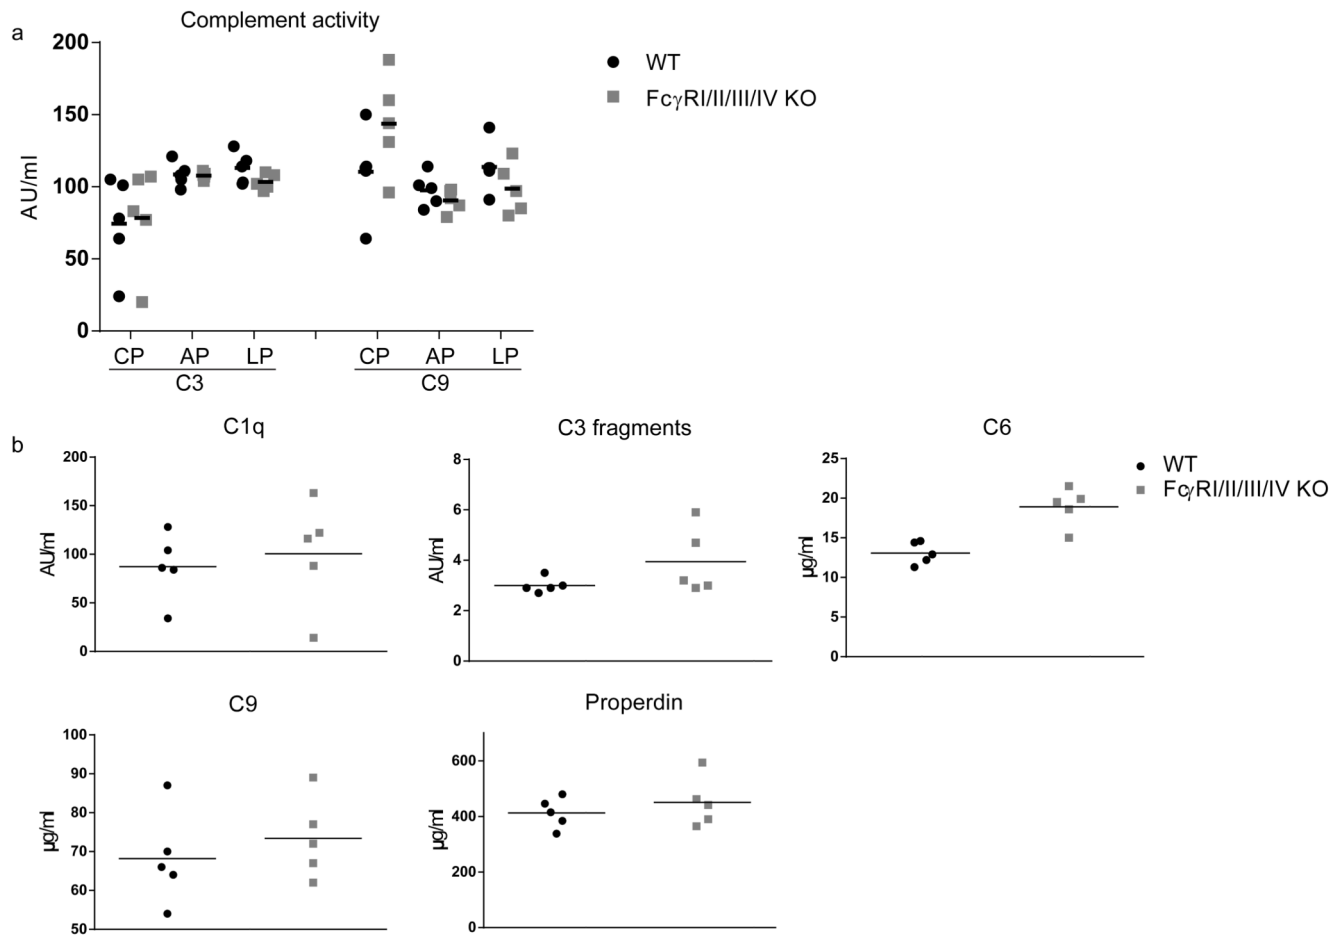 Complement activity
a
200
150
100
50
0
AU/ml
WT
FcγRI/II/III/IV KO
CP AP LP CP AP LP
C3 C9
b
C1q
200
150
100
50
0
AU/ml
C3 fragments
8
6
4
2
0
AU/ml
C6
25
20
15
10
5
0
µg/ml
WT
FcγRI/II/III/IV KO
C9
100
90
80
70
60
50
µg/ml
Properdin
600
400
200
0
µg/ml